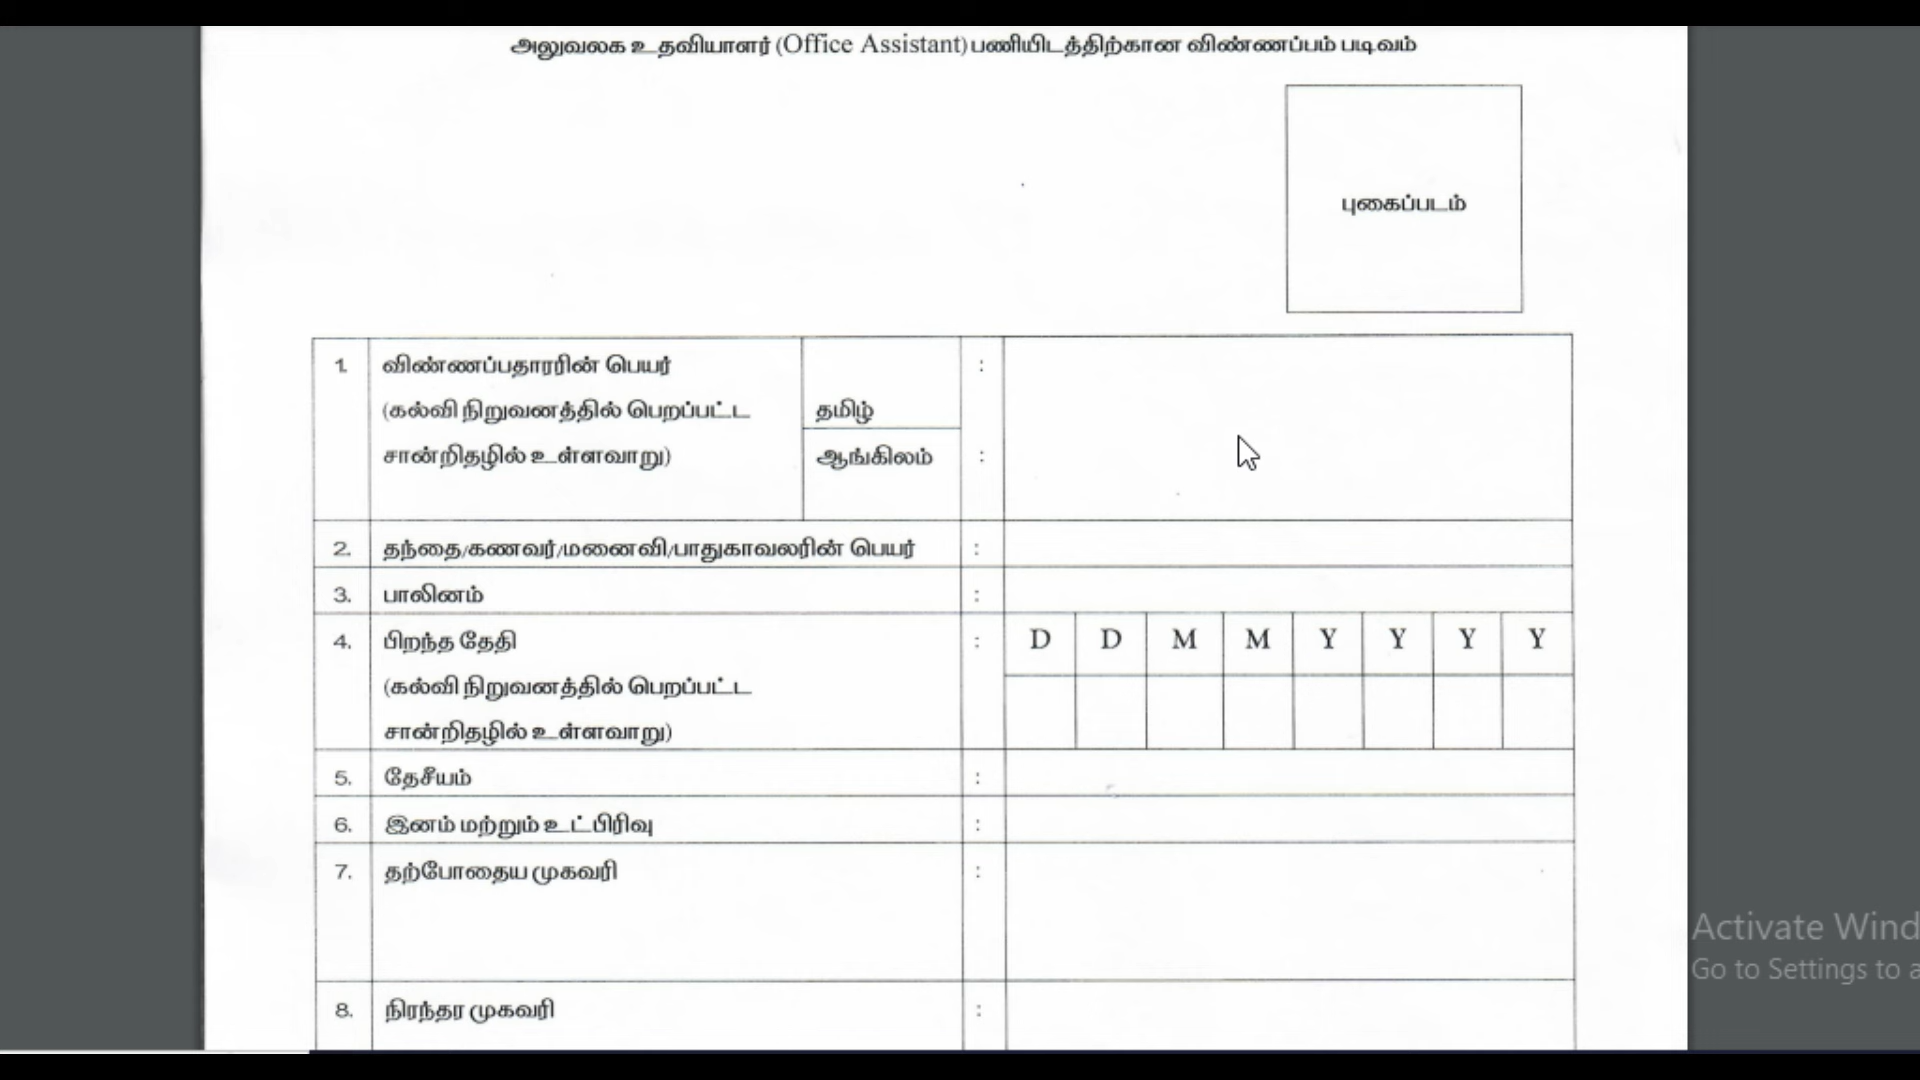 அலுவலக உதவியாளர் (Office Assistant) பணியிடத்திற்கான விண்ணப்பம் படிவம்
புகைப்படம்
1. விண்ணப்பதாரரின் பெயர் :
(கல்வி நிறுவனத்தில் பெறப்பட்ட தமிழ்
சான்றிதழில் உள்ளவாறு) ஆங்கிலம் :
2. தந்தை/கணவர்/மனைவி/பாதுகாவலரின் பெயர் :
3. பாலினம் :
4. பிறந்த தேதி : D D M M Y Y Y Y
(கல்வி நிறுவனத்தில் பெறப்பட்ட
சான்றிதழில் உள்ளவாறு)
5. தேசீயம் :
6. இனம் மற்றும் உட்பிரிவு :
7. தற்போதைய முகவரி :
8. நிரந்தர முகவரி :
Activate Wind
Go to Settings to a